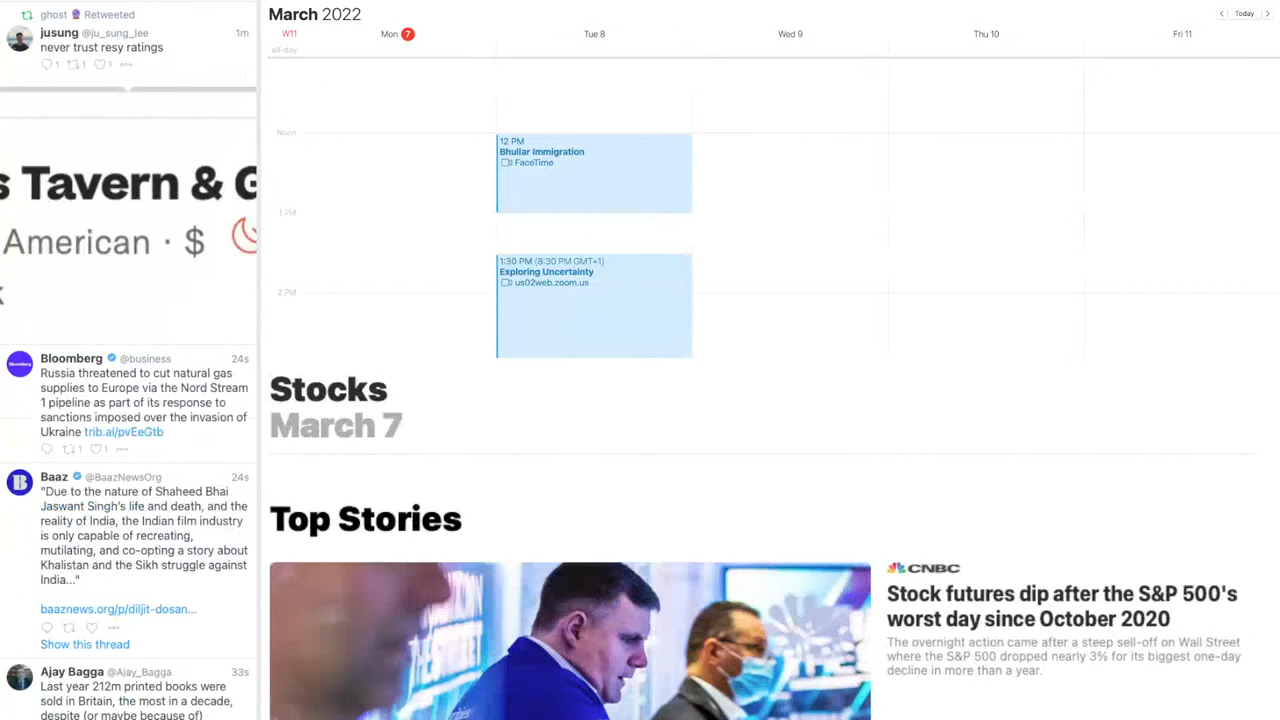 ghost 🔮 Retweeted
jusung @ju_sung_lee 1m
never trust resy ratings
1 1 1
s Tavern & G
American · $
k
Bloomberg @business 24s
Russia threatened to cut natural gas
supplies to Europe via the Nord Stream
1 pipeline as part of its response to
sanctions imposed over the invasion of
Ukraine trib.al/pvEeGtb
1 1
Baaz @BaazNewsOrg 24s
"Due to the nature of Shaheed Bhai
Jaswant Singh's life and death, and the
reality of India, the Indian film industry
is only capable of recreating,
mutilating, and co-opting a story about
Khalistan and the Sikh struggle against
India..."
baaznews.org/p/diljit-dosan...
Show this thread
Ajay Bagga @Ajay_Bagga 33s
Last year 212m printed books were
sold in Britain, the most in a decade,
despite (or maybe because of)
March 2022
Today
W11 Mon 7 Tue 8 Wed 9 Thu 10 Fri 11
all-day
Noon
12 PM
Bhullar Immigration
FaceTime
1 PM
1:30 PM (8:30 PM GMT+1)
Exploring Uncertainty
us02web.zoom.us
2 PM
Stocks
March 7
Top Stories
CNBC
Stock futures dip after the S&P 500's
worst day since October 2020
The overnight action came after a steep sell-off on Wall Street
where the S&P 500 dropped nearly 3% for its biggest one-day
decline in more than a year.